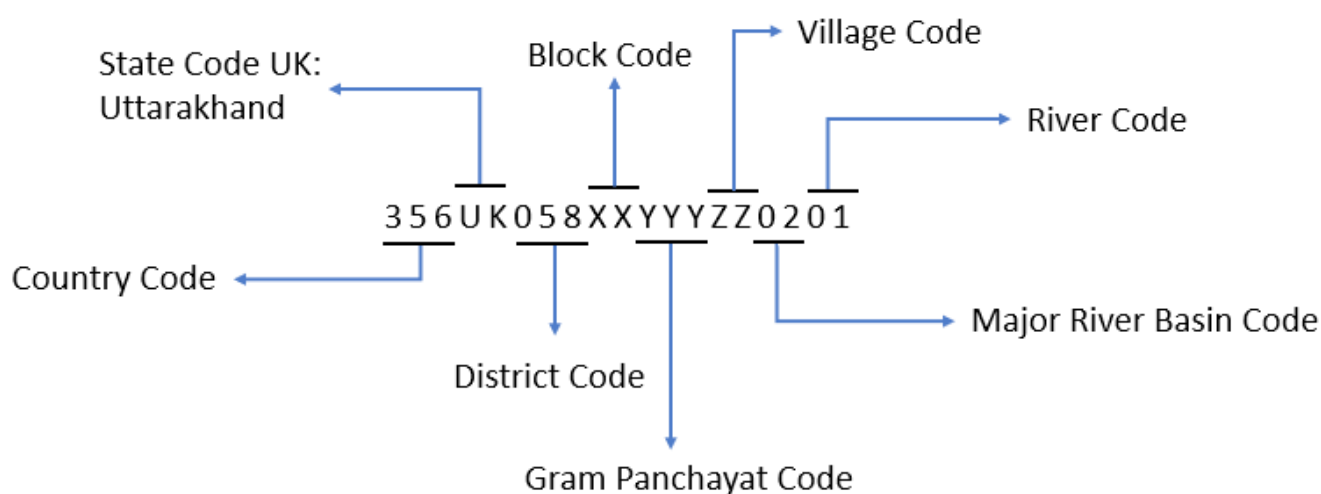 Village Code
Block Code
State Code UK:
Uttarakhand
River Code
356UK058XXYYYZZ0201
Country Code
Major River Basin Code
District Code
Gram Panchayat Code